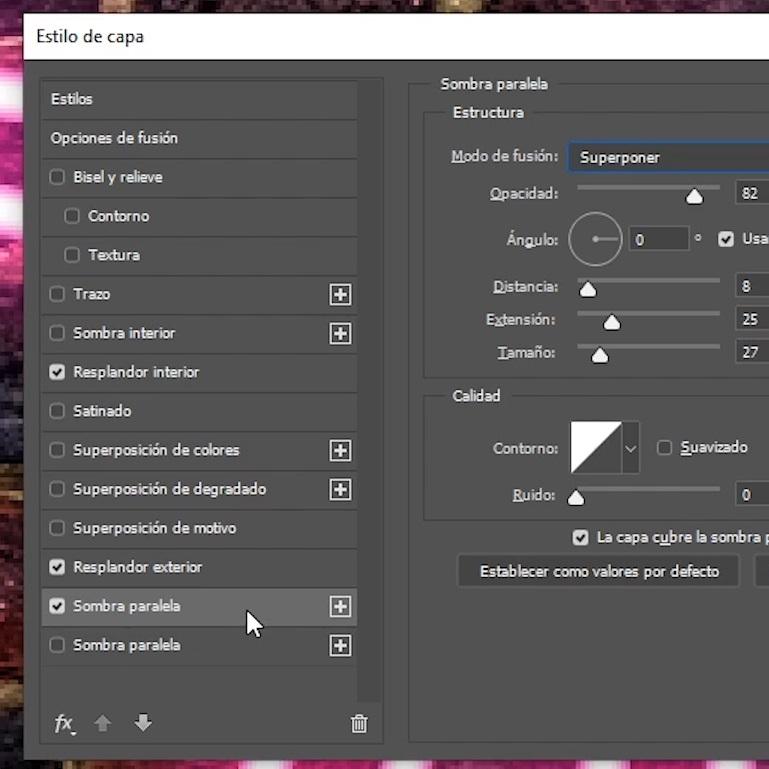 Estilo de capa
Estilos
Opciones de fusión
Bisel y relieve
Contorno
Textura
Trazo
Sombra interior
Resplandor interior
Satinado
Superposición de colores
Superposición de degradado
Superposición de motivo
Resplandor exterior
Sombra paralela
Sombra paralela
fx
Sombra paralela
Estructura
Modo de fusión: Superponer
Opacidad: 82
Ángulo: 0 ° Usa
Distancia: 8
Extensión: 25
Tamaño: 27
Calidad
Contorno: Suavizado
Ruido: 0
La capa cubre la sombra p
Establecer como valores por defecto